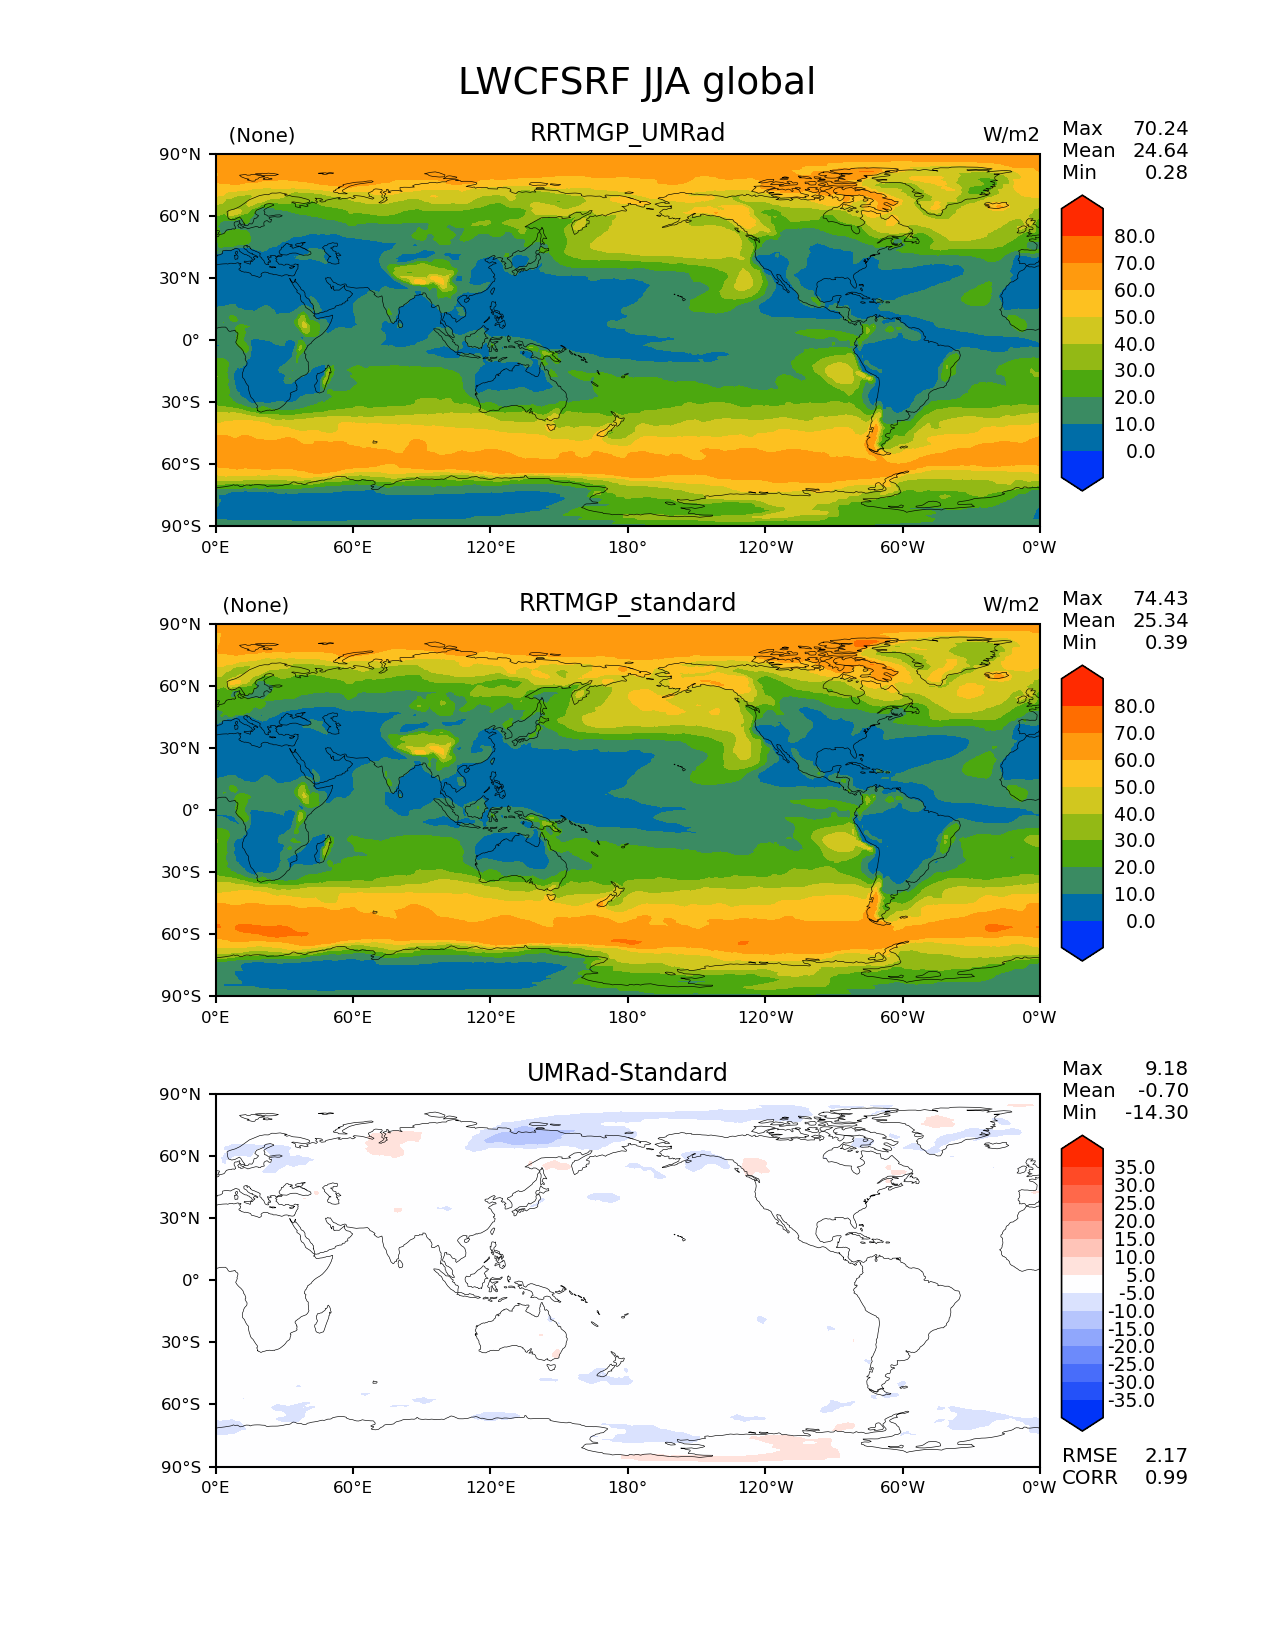 LWCFSRF JJA global
(None) RRTMGP_UMRad W/m2
Max 70.24
Mean 24.64
Min 0.28
90°N
60°N
30°N
0°
30°S
60°S
90°S
0°E 60°E 120°E 180° 120°W 60°W 0°W
80.0
70.0
60.0
50.0
40.0
30.0
20.0
10.0
0.0
(None) RRTMGP_standard W/m2
Max 74.43
Mean 25.34
Min 0.39
90°N
60°N
30°N
0°
30°S
60°S
90°S
0°E 60°E 120°E 180° 120°W 60°W 0°W
80.0
70.0
60.0
50.0
40.0
30.0
20.0
10.0
0.0
UMRad-Standard
Max 9.18
Mean -0.70
Min -14.30
90°N
60°N
30°N
0°
30°S
60°S
90°S
0°E 60°E 120°E 180° 120°W 60°W 0°W
35.0
30.0
25.0
20.0
15.0
10.0
5.0
-5.0
-10.0
-15.0
-20.0
-25.0
-30.0
-35.0
RMSE 2.17
CORR 0.99